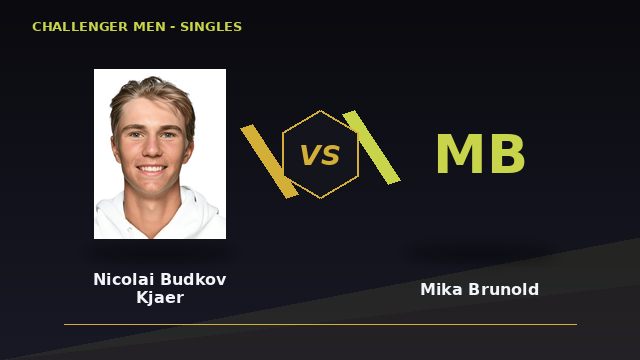 CHALLENGER MEN - SINGLES
VS
MB
Nicolai Budkov
Kjaer
Mika Brunold